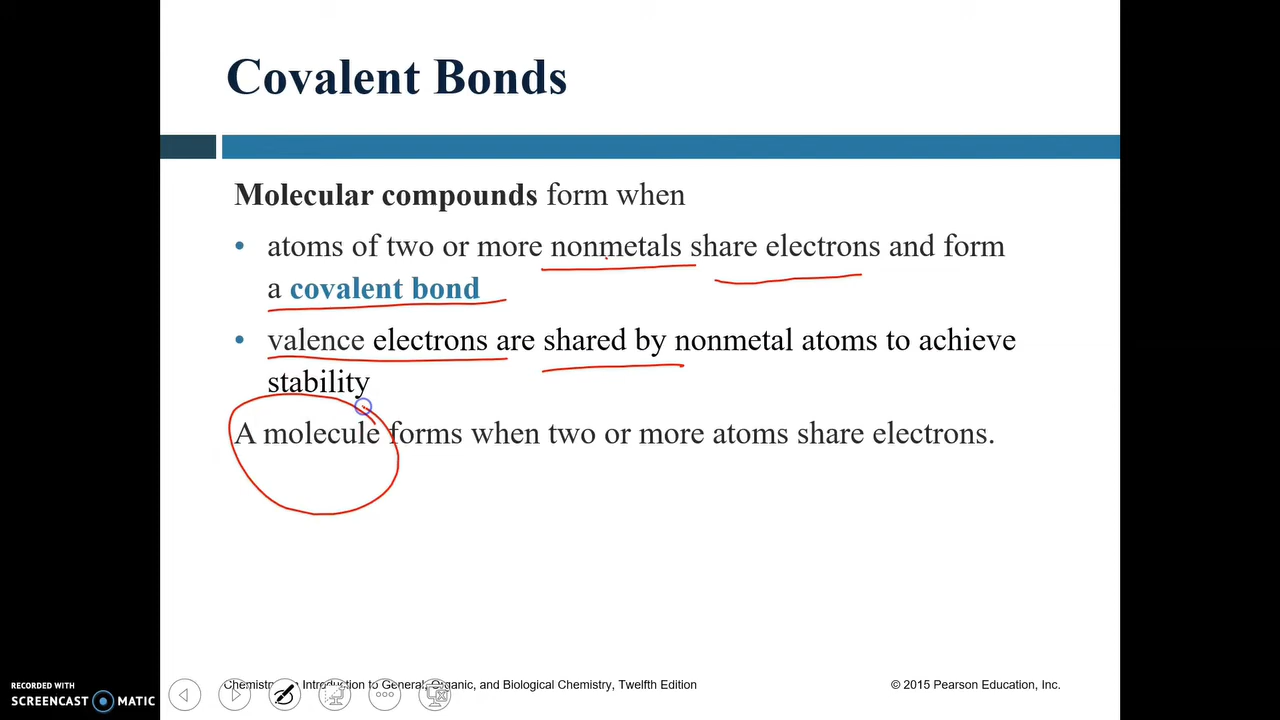 Covalent Bonds
Molecular compounds form when
• atoms of two or more nonmetals share electrons and form
a covalent bond
• valence electrons are shared by nonmetal atoms to achieve
stability
A molecule forms when two or more atoms share electrons.
Chemistry Introduction to General, Organic, and Biological Chemistry, Twelfth Edition
© 2015 Pearson Education, Inc.
RECORDED WITH
SCREENCAST MATIC